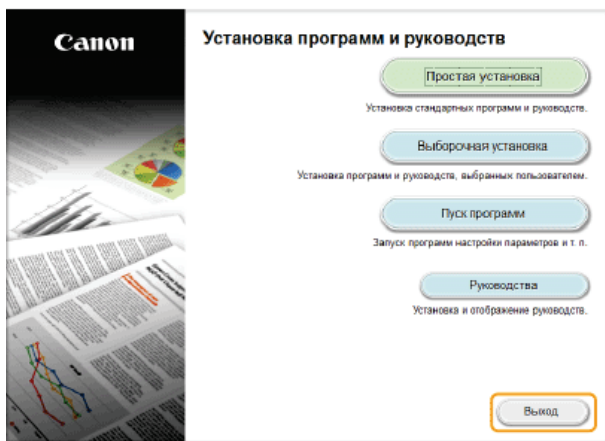 Canon
Установка программ и руководств
Простая установка
Установка стандартных программ и руководств.
Выборочная установка
Установка программ и руководств, выбранных пользователем.
Пуск программ
Запуск программ настройки параметров и т. п.
Руководства
Установка и отображение руководств.
Выход